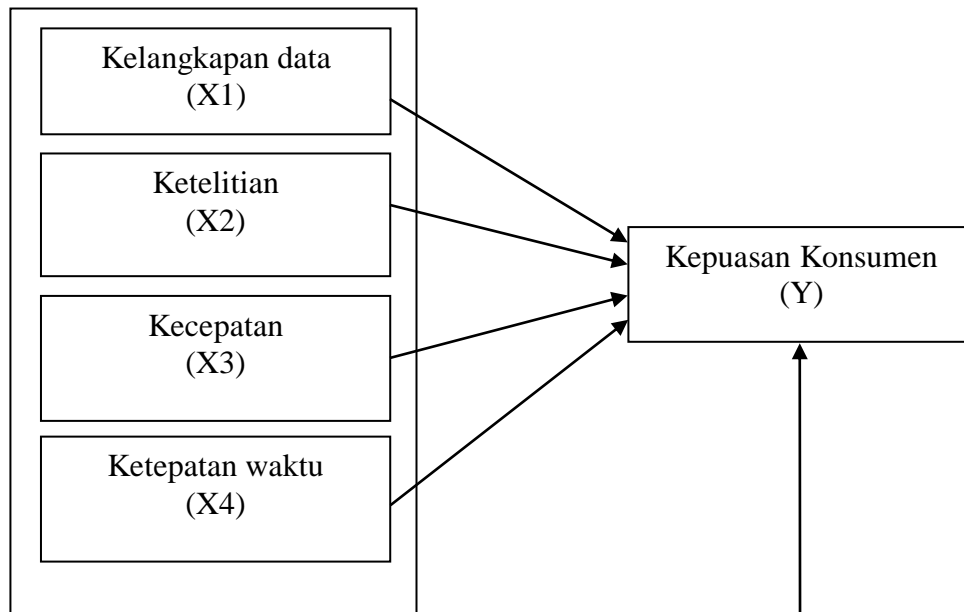 Kelangkapan data
(X1)
Ketelitian
(X2)
Kecepatan
(X3)
Ketepatan waktu
(X4)
Kepuasan Konsumen
(Y)